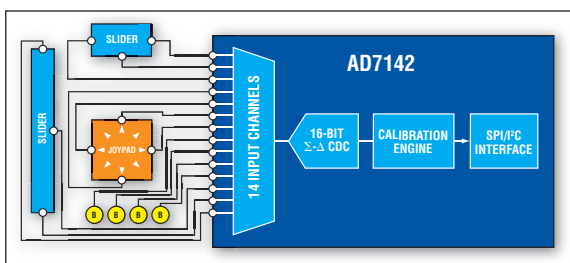 SLIDER
AD7142
SLIDER
JOYPAD
14 INPUT CHANNELS
16-BIT
Σ-Δ CDC
CALIBRATION
ENGINE
SPI/I²C
INTERFACE
B B B B